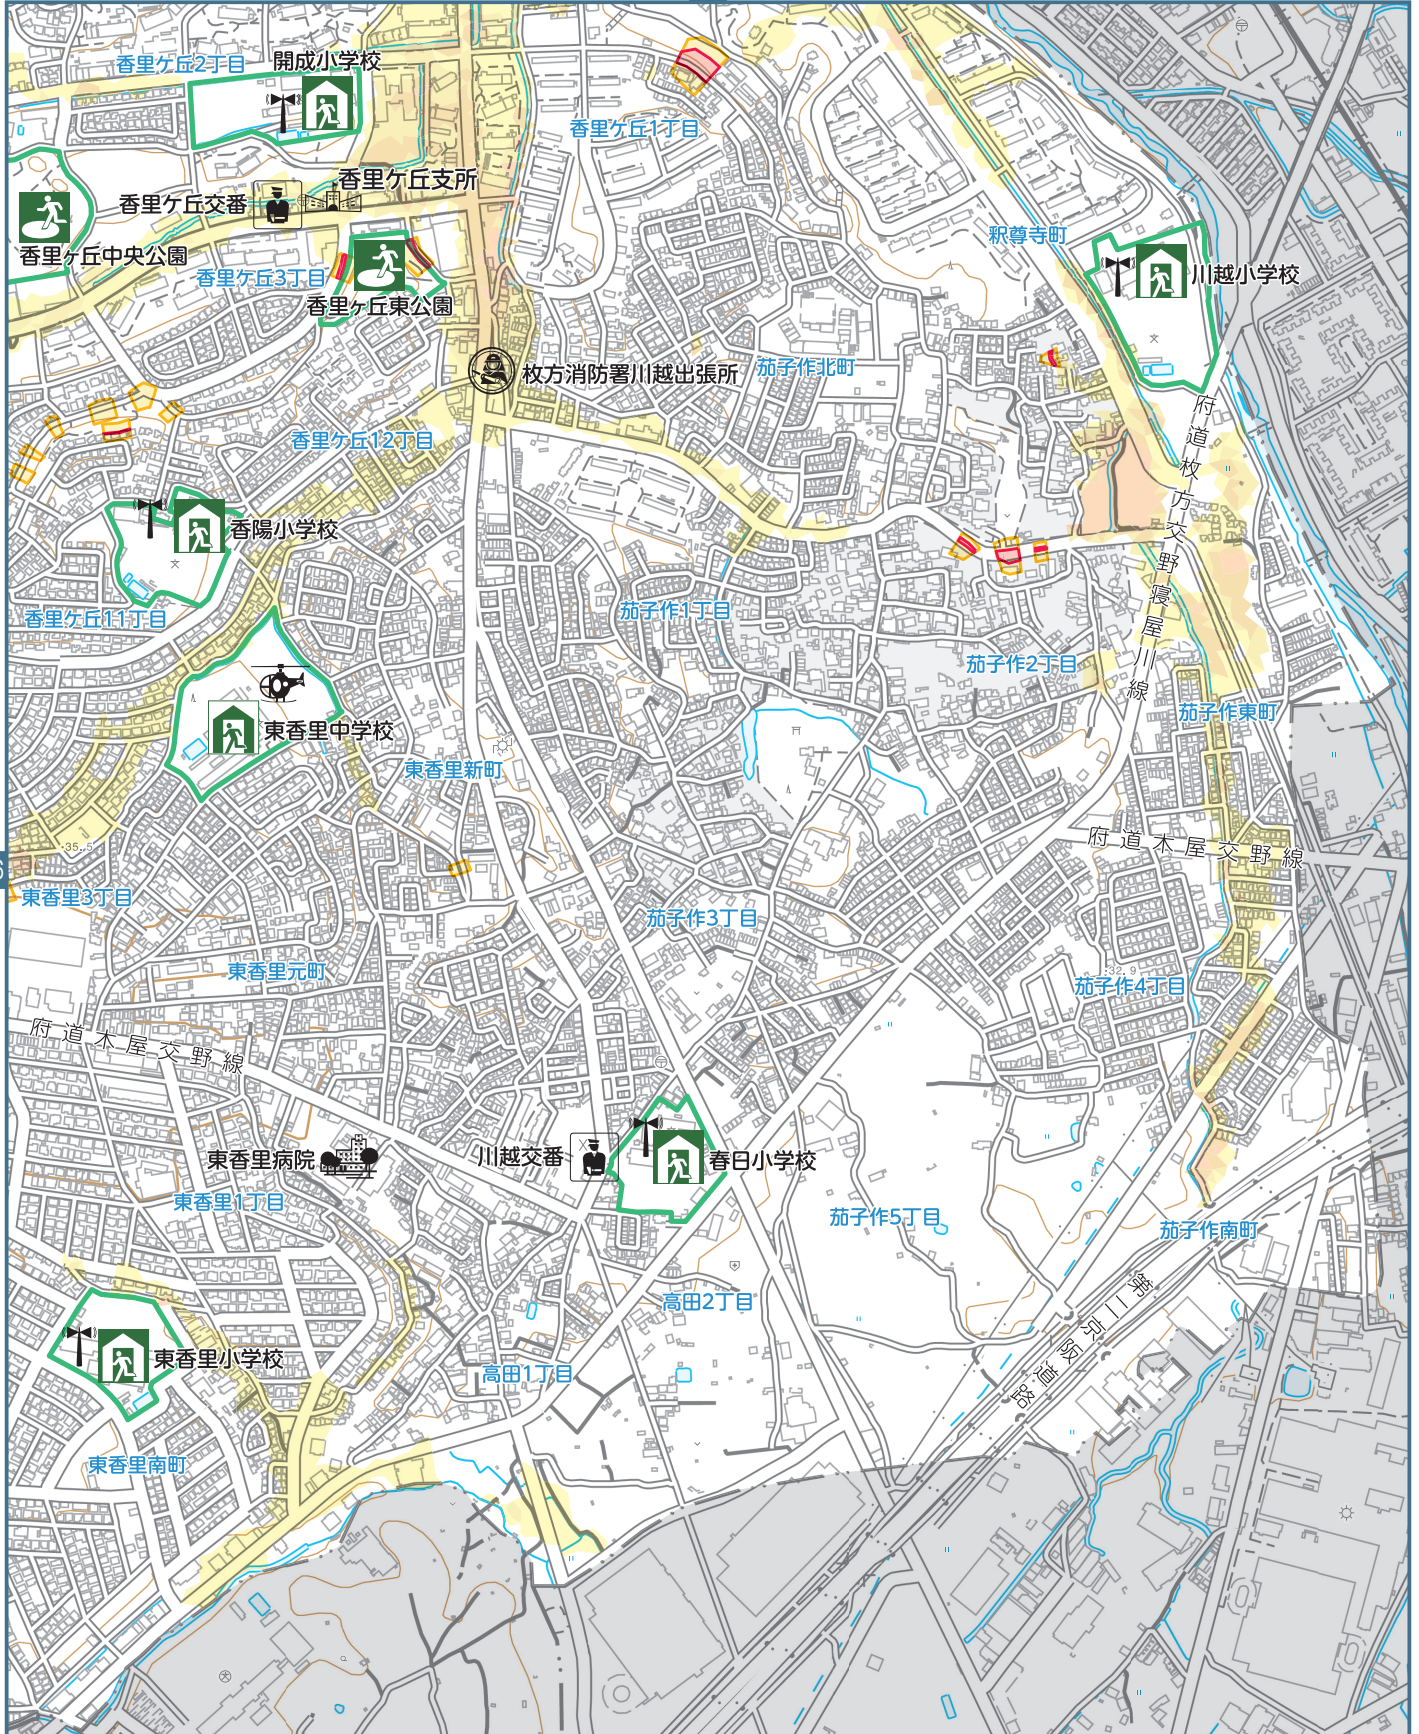 香里ケ丘2丁目
開成小学校
香里ケ丘1丁目
香里ケ丘支所
香里ケ丘交番
香里ヶ丘中央公園
香里ケ丘3丁目
香里ヶ丘東公園
釈尊寺町
川越小学校
枚方消防署川越出張所
茄子作北町
府道枚方交野寝屋川線
香里ケ丘12丁目
香陽小学校
香里ケ丘11丁目
茄子作1丁目
茄子作2丁目
東香里中学校
茄子作東町
東香里新町
府道木屋交野線
35.5
東香里3丁目
茄子作3丁目
東香里元町
32.9
茄子作4丁目
府道木屋交野線
東香里病院
川越交番
春日小学校
東香里1丁目
茄子作5丁目
茄子作南町
高田2丁目
第二京阪道路
東香里小学校
高田1丁目
東香里南町